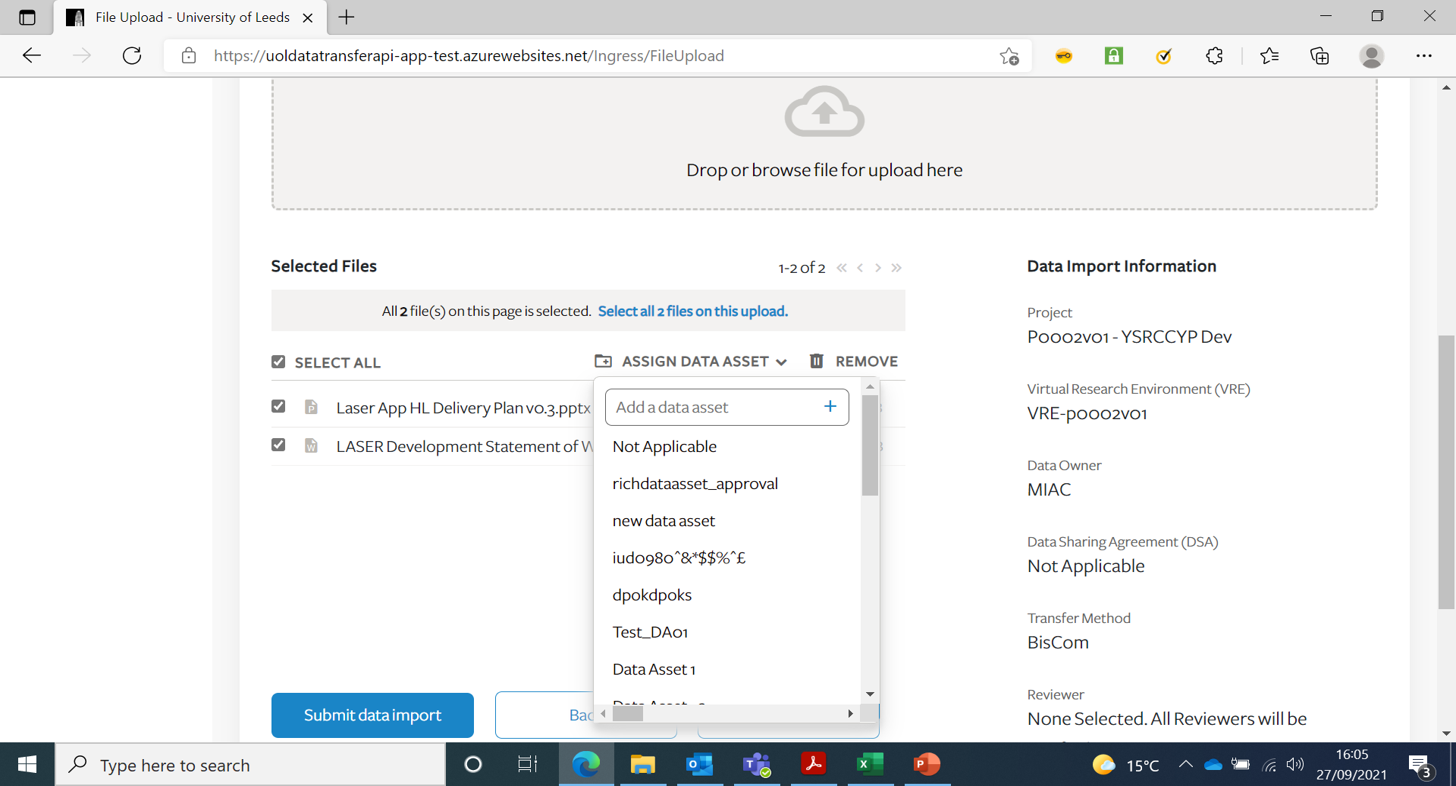 File Upload - University of Leeds
https://uoldatatransferapi-app-test.azurewebsites.net/Ingress/FileUpload
Drop or browse file for upload here
Selected Files
1-2 of 2
All 2 file(s) on this page is selected. Select all 2 files on this upload.
SELECT ALL
ASSIGN DATA ASSET
REMOVE
Laser App HL Delivery Plan v0.3.pptx
LASER Development Statement of
Add a data asset
Not Applicable
richdataasset_approval
new data asset
iud0980^&*$$%^£
dpokdpoks
Test_DA01
Data Asset 1
Submit data import
Data Import Information
Project
P0002v01 - YSRCCYP Dev
Virtual Research Environment (VRE)
VRE-p0002v01
Data Owner
MIAC
Data Sharing Agreement (DSA)
Not Applicable
Transfer Method
BisCom
Reviewer
None Selected. All Reviewers will be
Type here to search
15°C
16:05
27/09/2021
3